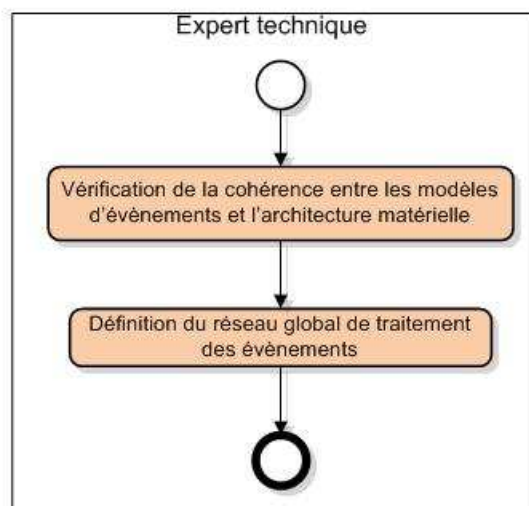 Expert technique
Vérification de la cohérence entre les modèles
d'évènements et l'architecture matérielle
Définition du réseau global de traitement
des évènements